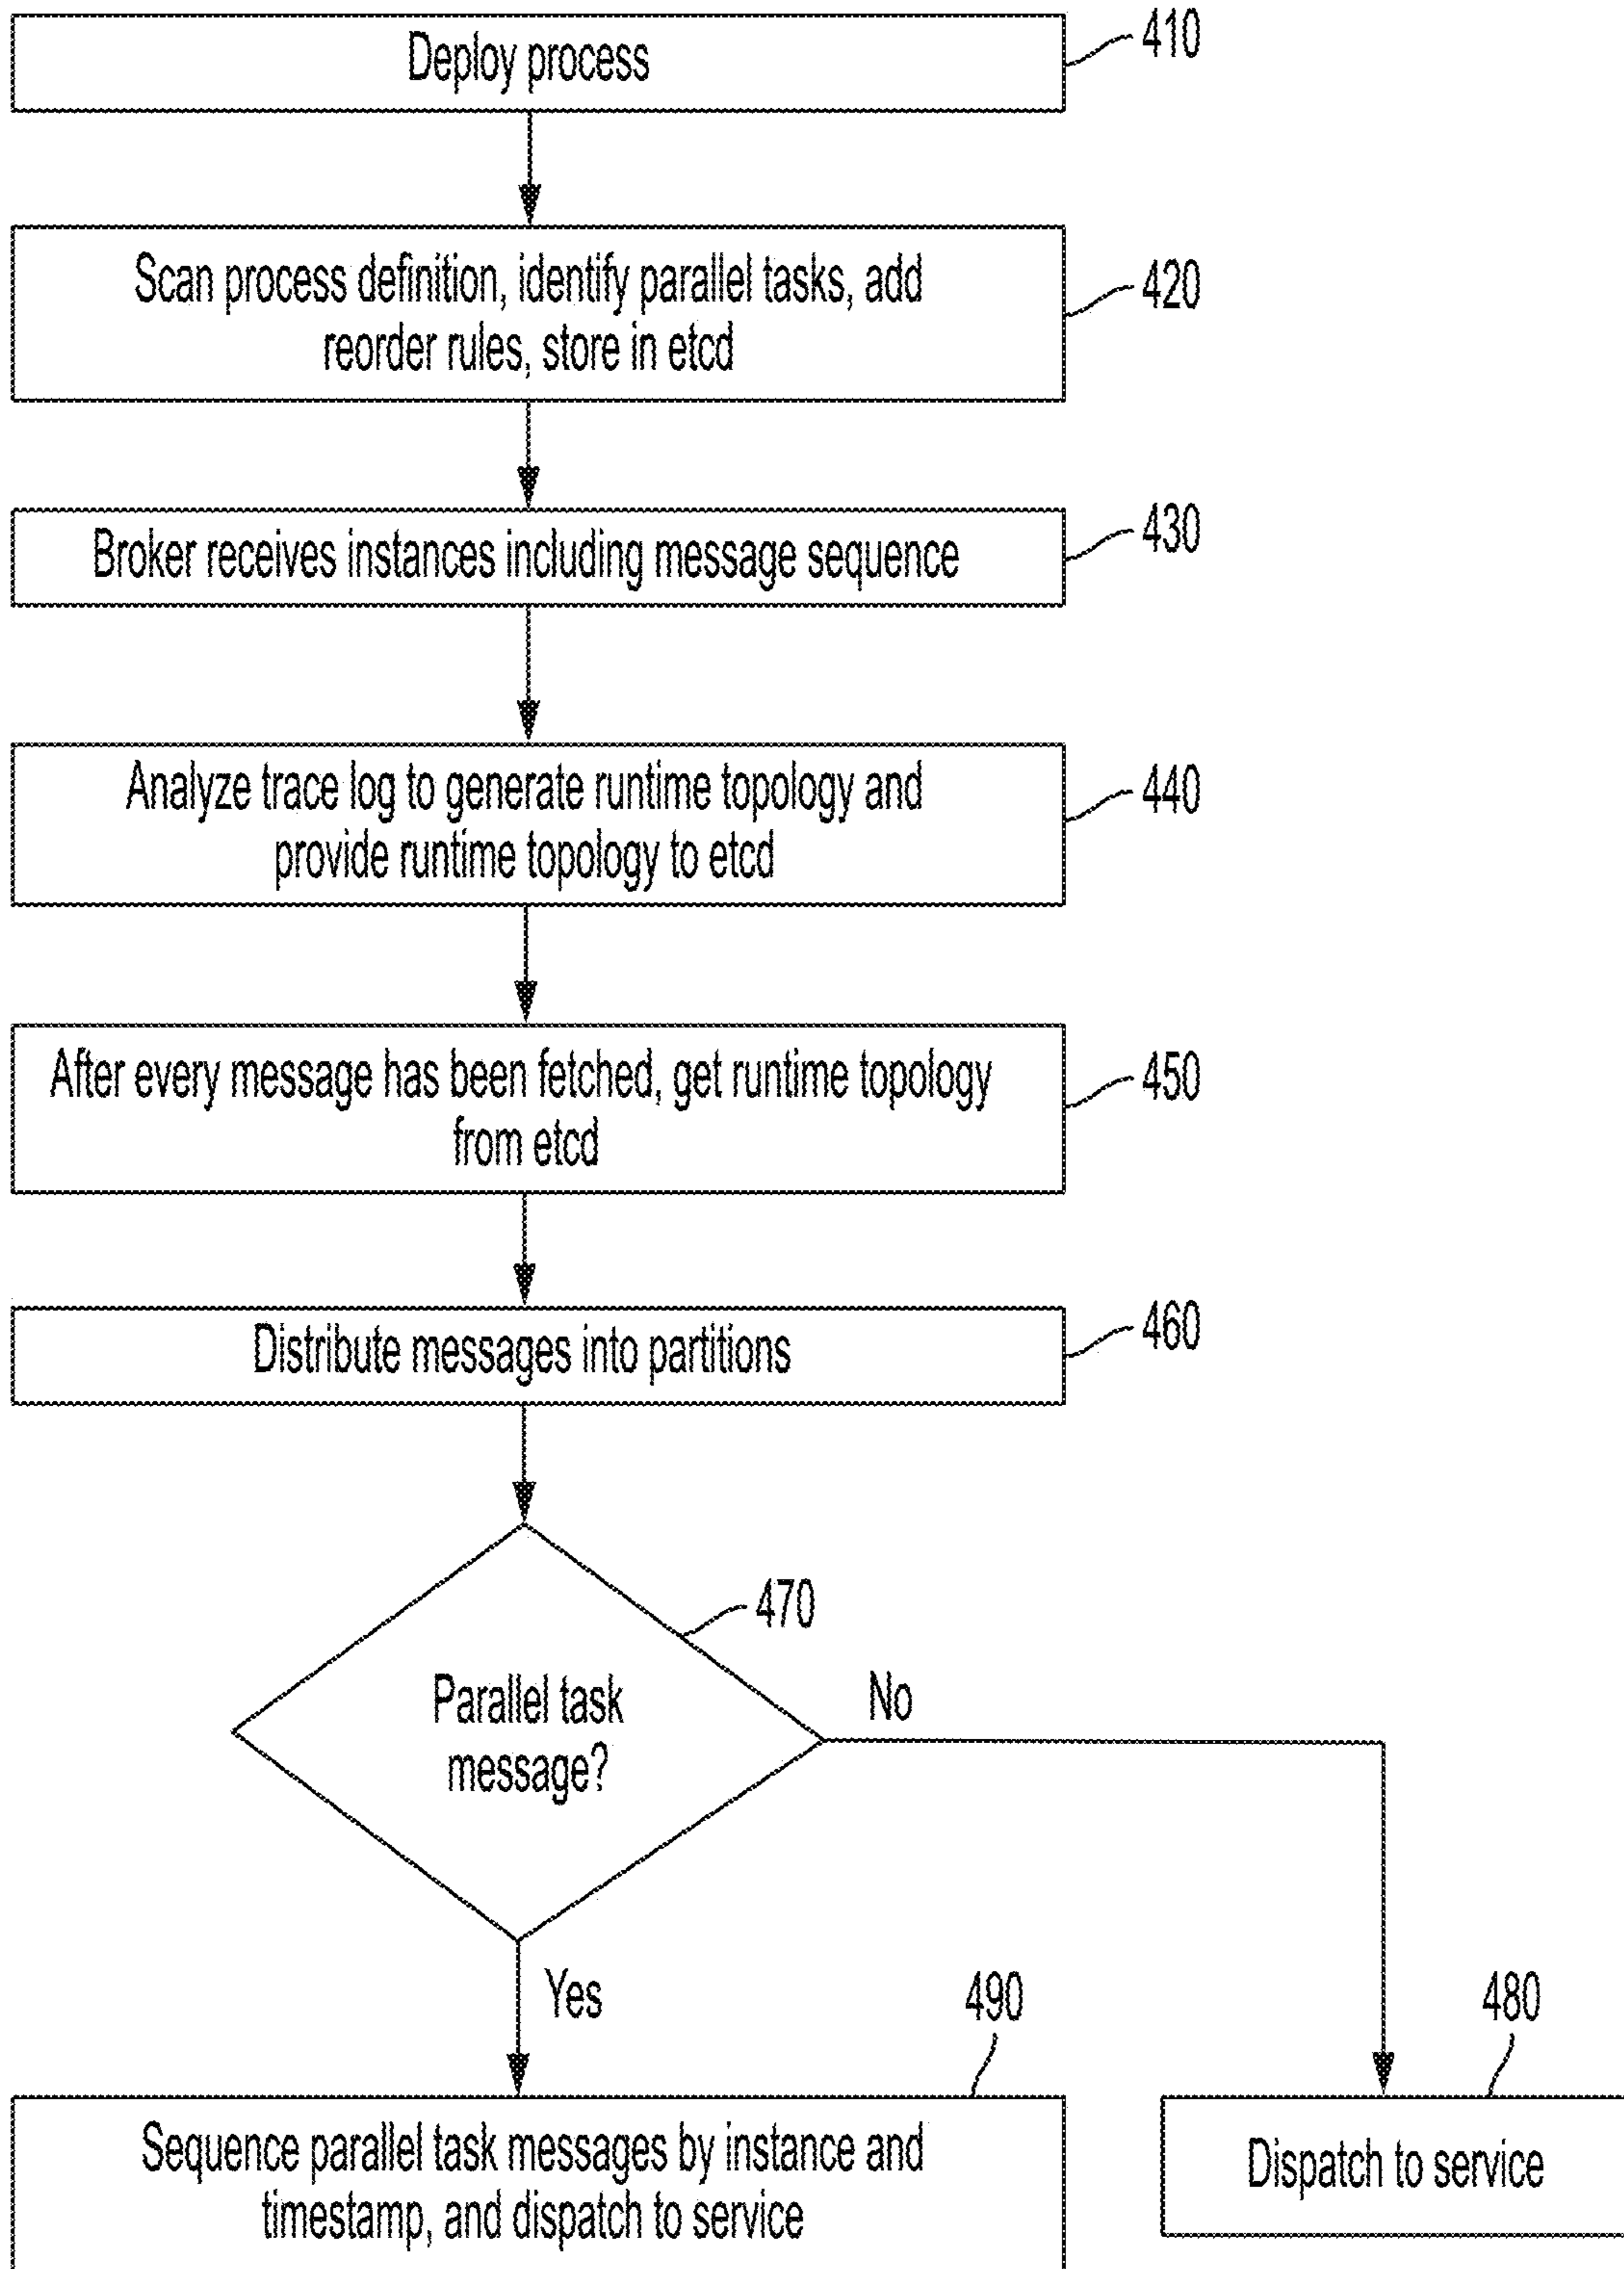 Deploy process
410
Scan process definition, identify parallel tasks, add
reorder rules, store in etcd
420
Broker receives instances including message sequence
430
Analyze trace log to generate runtime topology and
provide runtime topology to etcd
440
After every message has been fetched, get runtime topology
from etcd
450
Distribute messages into partitions
460
470
Parallel task
message?
No
Yes
490
480
Sequence parallel task messages by instance and
timestamp, and dispatch to service
Dispatch to service